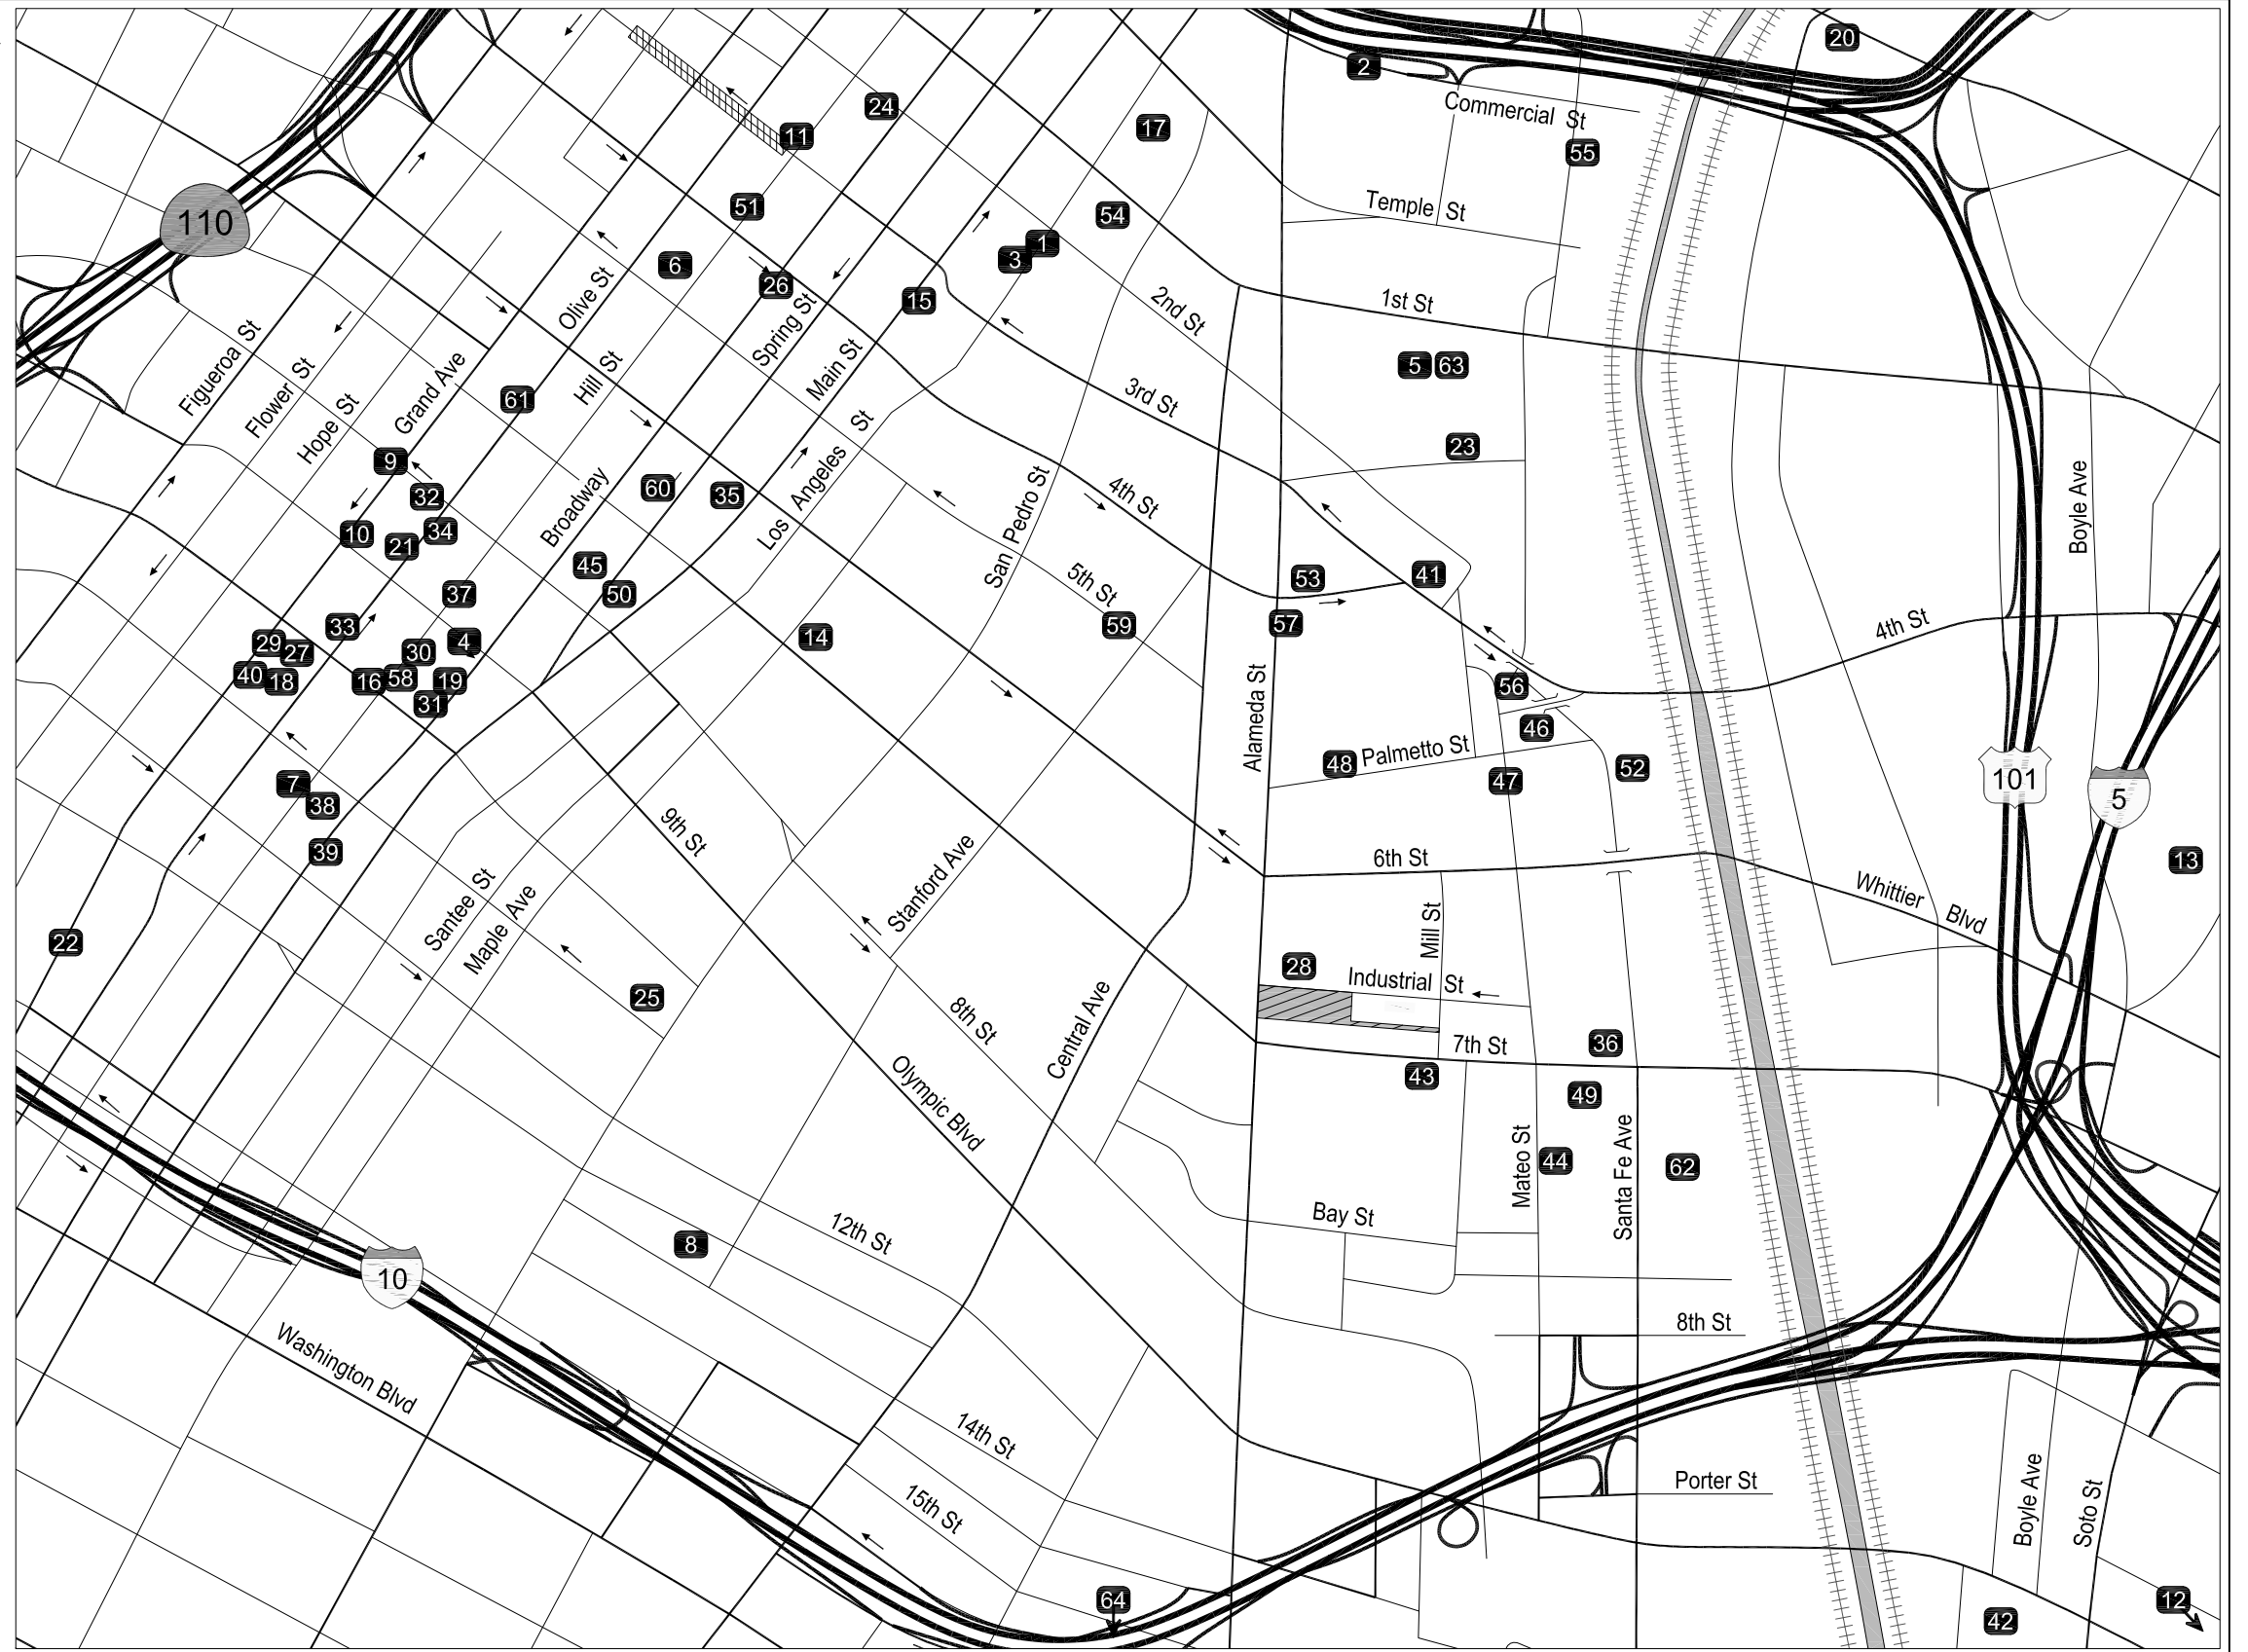 20
2
24
Commercial St
11
17
55
110
51
Temple St
54
1
3
6
26
15
Olive St
Spring St
2nd St
1st St
Figueroa St
Flower St
Hope St
Grand Ave
Hill St
Main St
3rd St
5
63
61
Los Angeles St
23
9
32
60
35
Broadway
San Pedro St
4th St
Boyle Ave
10
34
21
45
50
37
5th St
53
41
33
29
27
30
4
14
59
57
4th St
40
18
16
58
19
31
56
46
Alameda St
48
Palmetto St
47
52
101
5
7
38
39
9th St
6th St
13
Santee St
Maple Ave
Stanford Ave
Whittier Blvd
22
Mill St
25
28
Industrial St
8th St
Central Ave
7th St
36
43
Olympic Blvd
49
Mateo St
44
Santa Fe Ave
62
Bay St
12th St
8
10
8th St
Washington Blvd
14th St
15th St
Porter St
Boyle Ave
Soto St
64
12
42